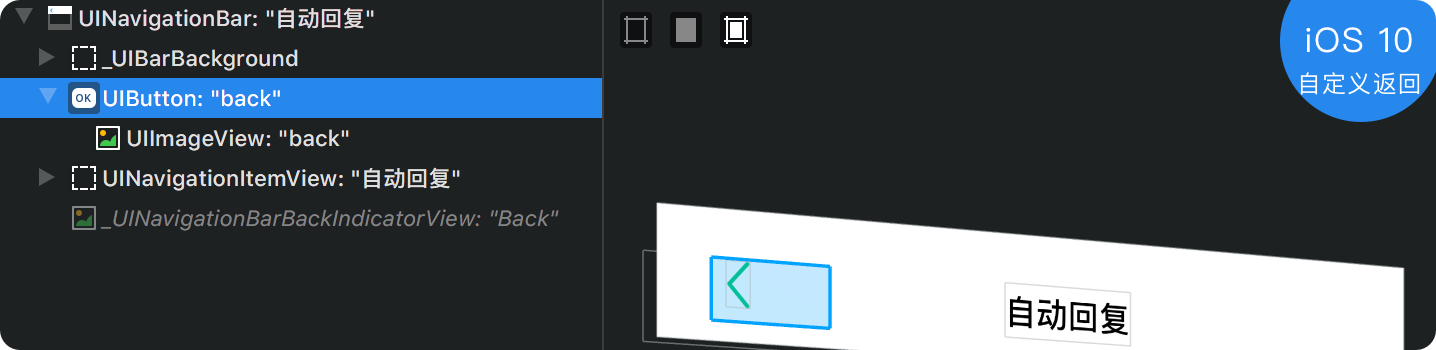 UINavigationBar: "自动回复"
_UIBarBackground
OK UIButton: "back"
UIImageView: "back"
UINavigationItemView: "自动回复"
_UINavigationBarBackIndicatorView: "Back"
iOS 10
自定义返回
自动回复